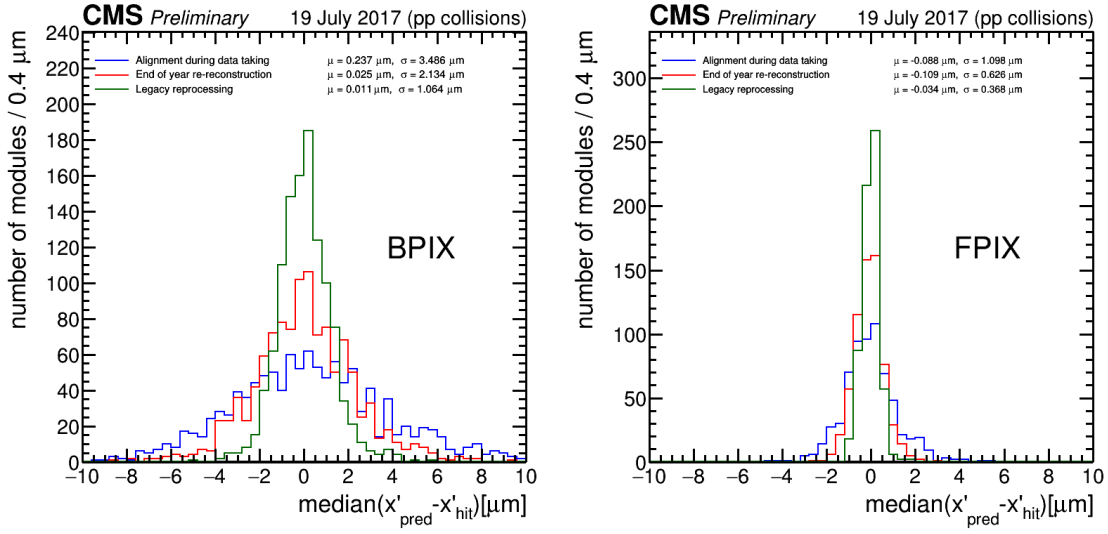 CMS Preliminary 19 July 2017 (pp collisions)
number of modules / 0.4 μm
240
220
200
180
160
140
120
100
80
60
40
20
0
Alignment during data taking μ = 0.237 μm, σ = 3.486 μm
End of year re-reconstruction μ = 0.025 μm, σ = 2.134 μm
Legacy reprocessing μ = 0.011 μm, σ = 1.064 μm
BPIX
−10 −8 −6 −4 −2 0 2 4 6 8 10
median(x'pred-x'hit)[μm]
CMS Preliminary 19 July 2017 (pp collisions)
number of modules / 0.4 μm
300
250
200
150
100
50
0
Alignment during data taking μ = -0.088 μm, σ = 1.098 μm
End of year re-reconstruction μ = -0.109 μm, σ = 0.626 μm
Legacy reprocessing μ = -0.034 μm, σ = 0.368 μm
FPIX
−10 −8 −6 −4 −2 0 2 4 6 8 10
median(x'pred-x'hit)[μm]